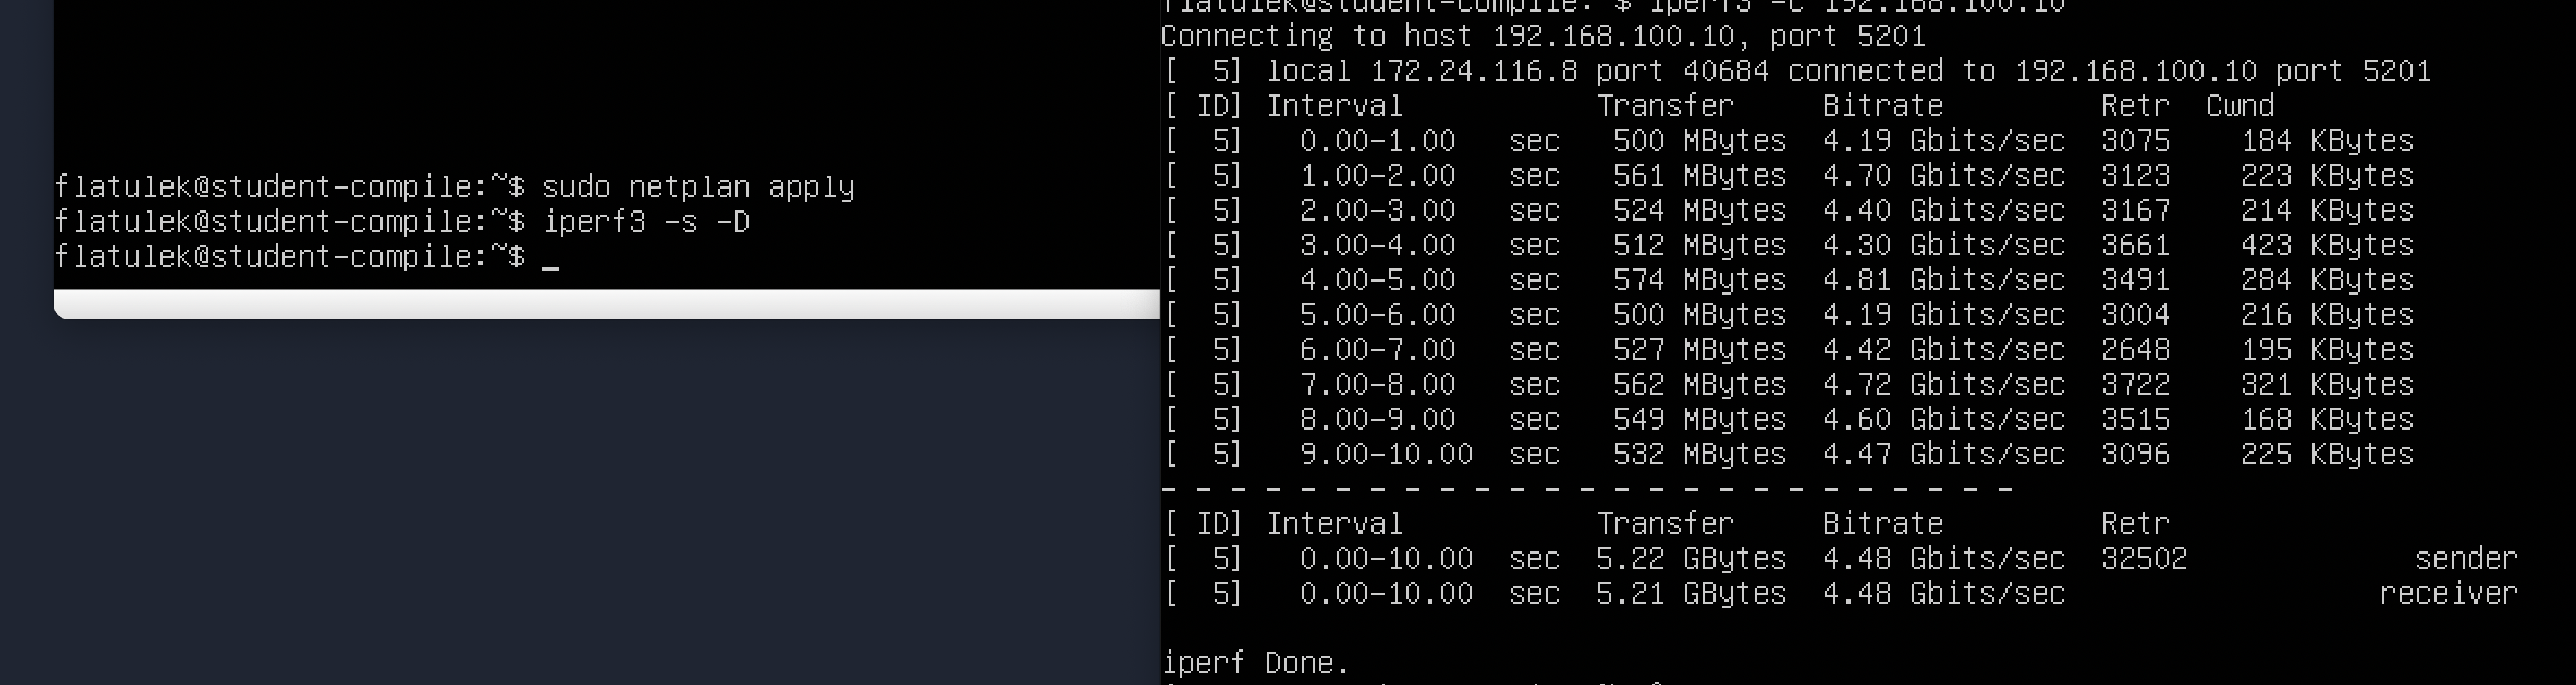 flatulek@student-compile:~$ sudo netplan apply
flatulek@student-compile:~$ iperf3 -s -D
flatulek@student-compile:~$ _
flatulek@student-compile:~$ iperf3 -c 192.168.100.10
Connecting to host 192.168.100.10, port 5201
[  5] local 172.24.116.8 port 40684 connected to 192.168.100.10 port 5201
[ ID] Interval           Transfer     Bitrate         Retr  Cwnd
[  5]   0.00-1.00   sec   500 MBytes  4.19 Gbits/sec  3075    184 KBytes
[  5]   1.00-2.00   sec   561 MBytes  4.70 Gbits/sec  3123    223 KBytes
[  5]   2.00-3.00   sec   524 MBytes  4.40 Gbits/sec  3167    214 KBytes
[  5]   3.00-4.00   sec   512 MBytes  4.30 Gbits/sec  3661    423 KBytes
[  5]   4.00-5.00   sec   574 MBytes  4.81 Gbits/sec  3491    284 KBytes
[  5]   5.00-6.00   sec   500 MBytes  4.19 Gbits/sec  3004    216 KBytes
[  5]   6.00-7.00   sec   527 MBytes  4.42 Gbits/sec  2648    195 KBytes
[  5]   7.00-8.00   sec   562 MBytes  4.72 Gbits/sec  3722    321 KBytes
[  5]   8.00-9.00   sec   549 MBytes  4.60 Gbits/sec  3515    168 KBytes
[  5]   9.00-10.00  sec   532 MBytes  4.47 Gbits/sec  3096    225 KBytes
- - - - - - - - - - - - - - - - - - - - - - - - -
[ ID] Interval           Transfer     Bitrate         Retr
[  5]   0.00-10.00  sec  5.22 GBytes  4.48 Gbits/sec  32502             sender
[  5]   0.00-10.00  sec  5.21 GBytes  4.48 Gbits/sec                  receiver
iperf Done.